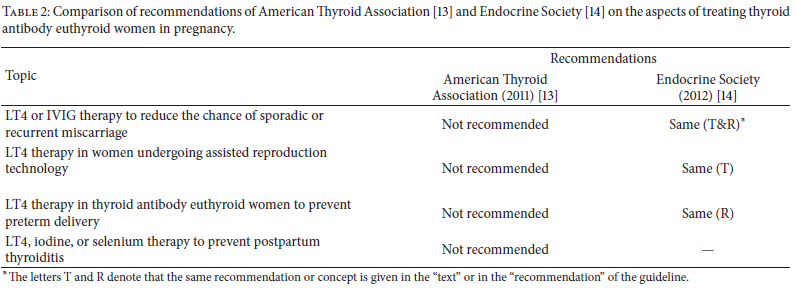 TABLE 2: Comparison of recommendations of American Thyroid Association [13] and Endocrine Society [14] on the aspects of treating thyroid
antibody euthyroid women in pregnancy.
Recommendations
Topic
American Thyroid Association (2011) [13]
Endocrine Society (2012) [14]
LT4 or IVIG therapy to reduce the chance of sporadic or
recurrent miscarriage
Not recommended
Same (T&R)*
LT4 therapy in women undergoing assisted reproduction
technology
Not recommended
Same (T)
LT4 therapy in thyroid antibody euthyroid women to prevent
preterm delivery
Not recommended
Same (R)
LT4, iodine, or selenium therapy to prevent postpartum
thyroiditis
Not recommended
—
*The letters T and R denote that the same recommendation or concept is given in the “text” or in the “recommendation” of the guideline.